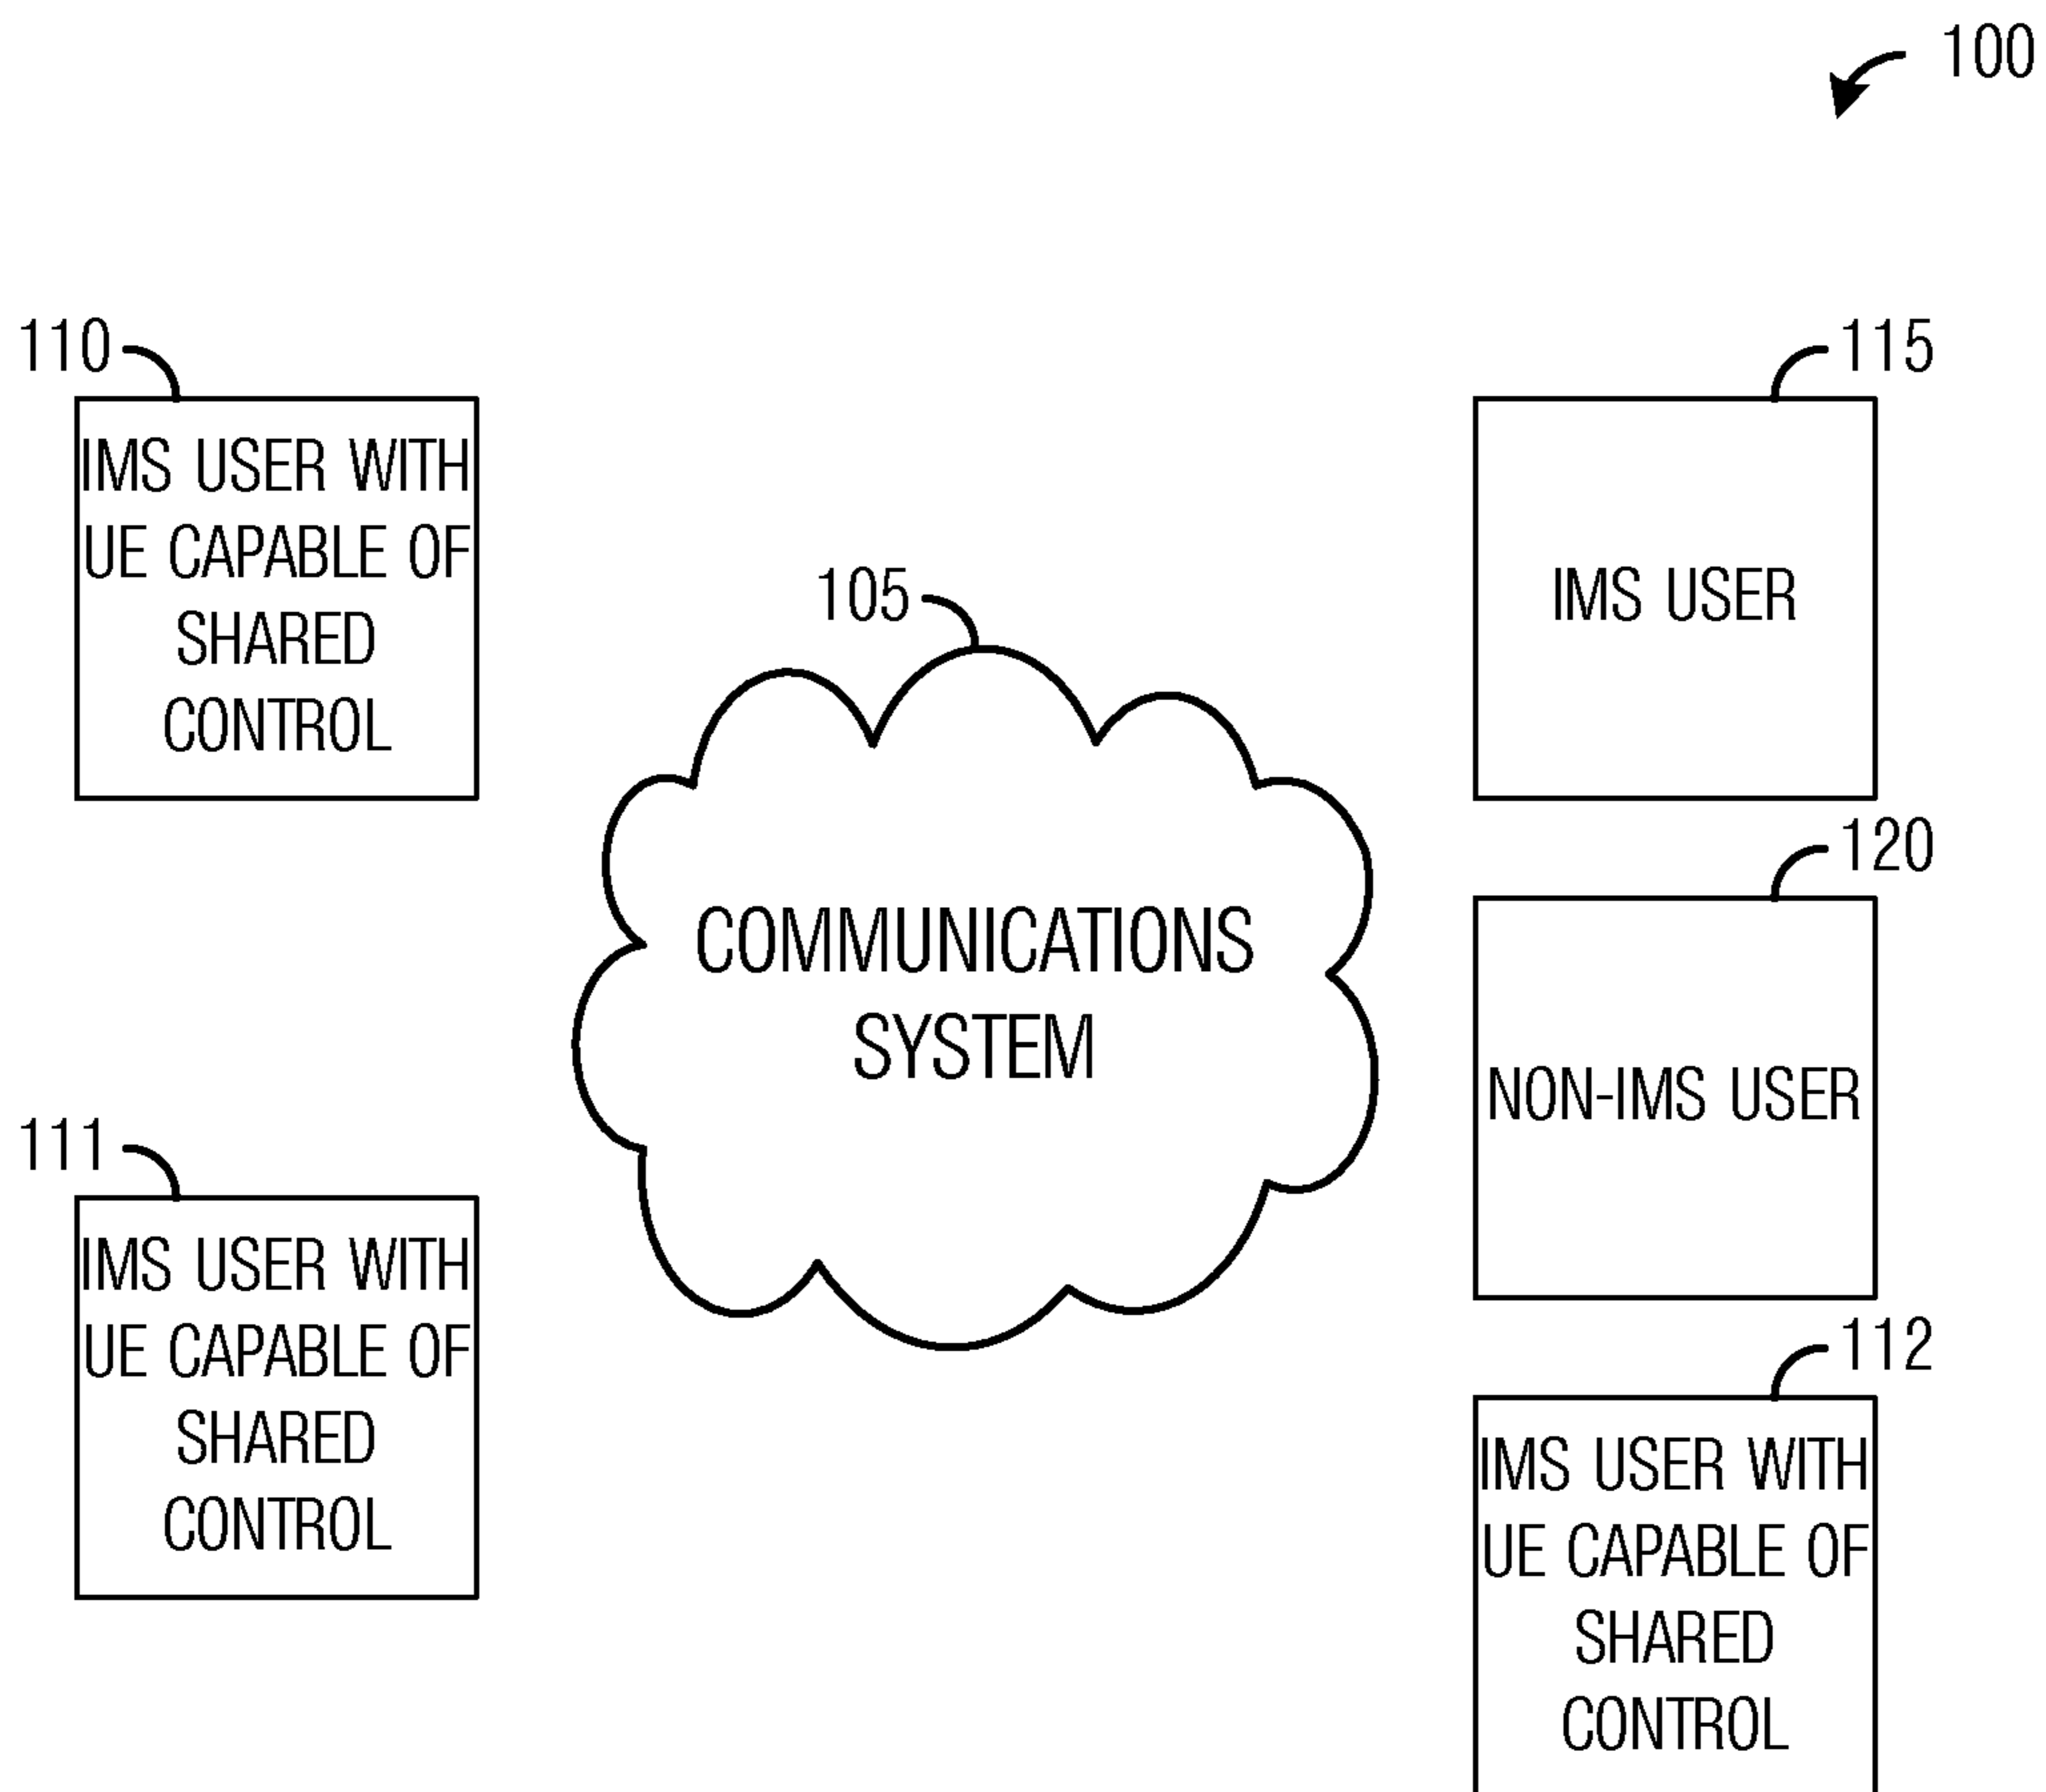 100
110
IMS USER WITH
UE CAPABLE OF
SHARED
CONTROL
115
IMS USER
105
COMMUNICATIONS
SYSTEM
120
NON-IMS USER
111
IMS USER WITH
UE CAPABLE OF
SHARED
CONTROL
112
IMS USER WITH
UE CAPABLE OF
SHARED
CONTROL